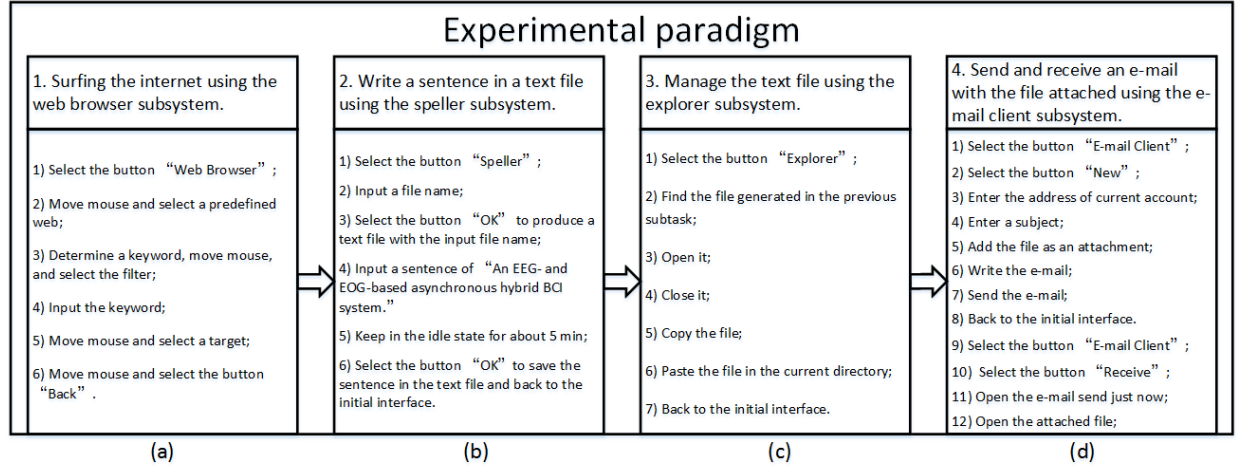 Experimental paradigm
1. Surfing the internet using the
web browser subsystem.
1) Select the button “Web Browser”;
2) Move mouse and select a predefined
web;
3) Determine a keyword, move mouse,
and select the filter;
4) Input the keyword;
5) Move mouse and select a target;
6) Move mouse and select the button
“Back”.
(a)
2. Write a sentence in a text file
using the speller subsystem.
1) Select the button “Speller”;
2) Input a file name;
3) Select the button “OK” to produce a
text file with the input file name;
4) Input a sentence of “An EEG- and
EOG-based asynchronous hybrid BCI
system.”
5) Keep in the idle state for about 5 min;
6) Select the button “OK” to save the
sentence in the text file and back to the
initial interface.
(b)
3. Manage the text file using the
explorer subsystem.
1) Select the button “Explorer”;
2) Find the file generated in the previous
subtask;
3) Open it;
4) Close it;
5) Copy the file;
6) Paste the file in the current directory;
7) Back to the initial interface.
(c)
4. Send and receive an e-mail
with the file attached using the e-
mail client subsystem.
1) Select the button “E-mail Client”;
2) Select the button “New”;
3) Enter the address of current account;
4) Enter a subject;
5) Add the file as an attachment;
6) Write the e-mail;
7) Send the e-mail;
8) Back to the initial interface.
9) Select the button “E-mail Client”;
10) Select the button “Receive”;
11) Open the e-mail send just now;
12) Open the attached file;
(d)